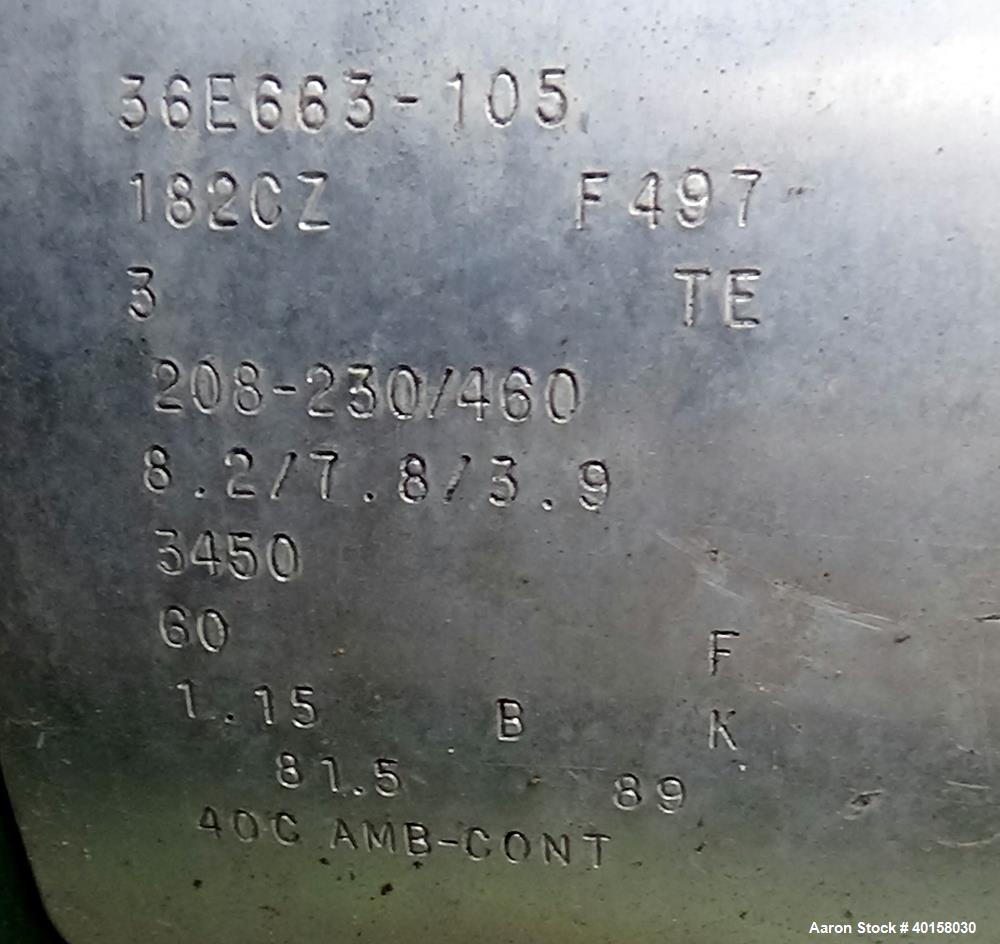 36E663-105
182CZ F497
3 TE
208-230/460
8.2/7.8/3.9
3450
60 F
1.15 B K
81.5 89
40C AMB-CONT
Aaron Stock # 40158030